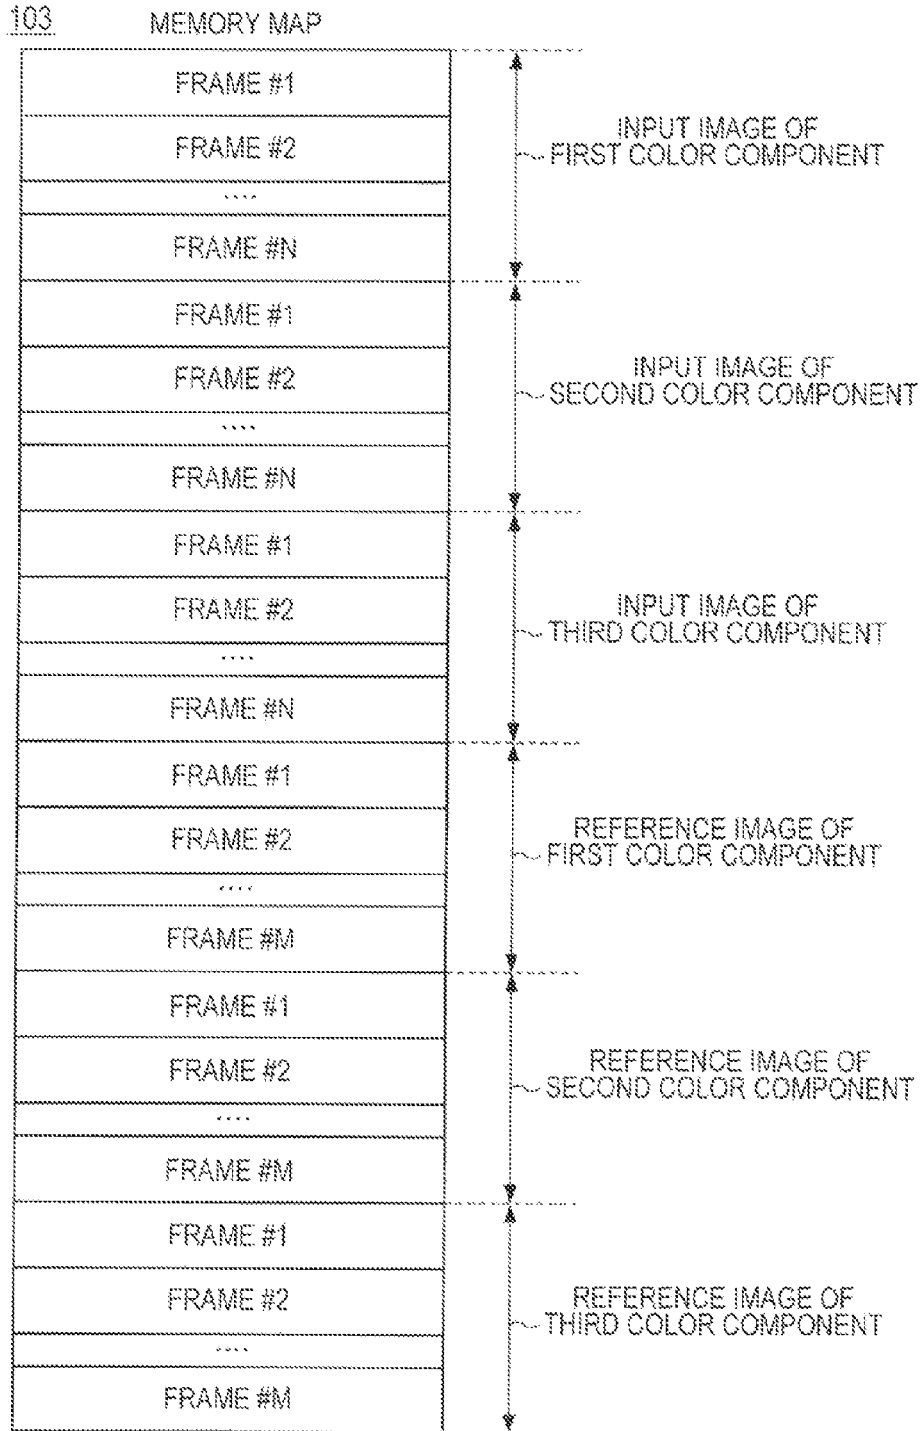 103
MEMORY MAP
FRAME #1
FRAME #2
....
FRAME #N
INPUT IMAGE OF
FIRST COLOR COMPONENT
FRAME #1
FRAME #2
....
FRAME #N
INPUT IMAGE OF
SECOND COLOR COMPONENT
FRAME #1
FRAME #2
....
FRAME #N
INPUT IMAGE OF
THIRD COLOR COMPONENT
FRAME #1
FRAME #2
....
FRAME #M
REFERENCE IMAGE OF
FIRST COLOR COMPONENT
FRAME #1
FRAME #2
....
FRAME #M
REFERENCE IMAGE OF
SECOND COLOR COMPONENT
FRAME #1
FRAME #2
....
FRAME #M
REFERENCE IMAGE OF
THIRD COLOR COMPONENT